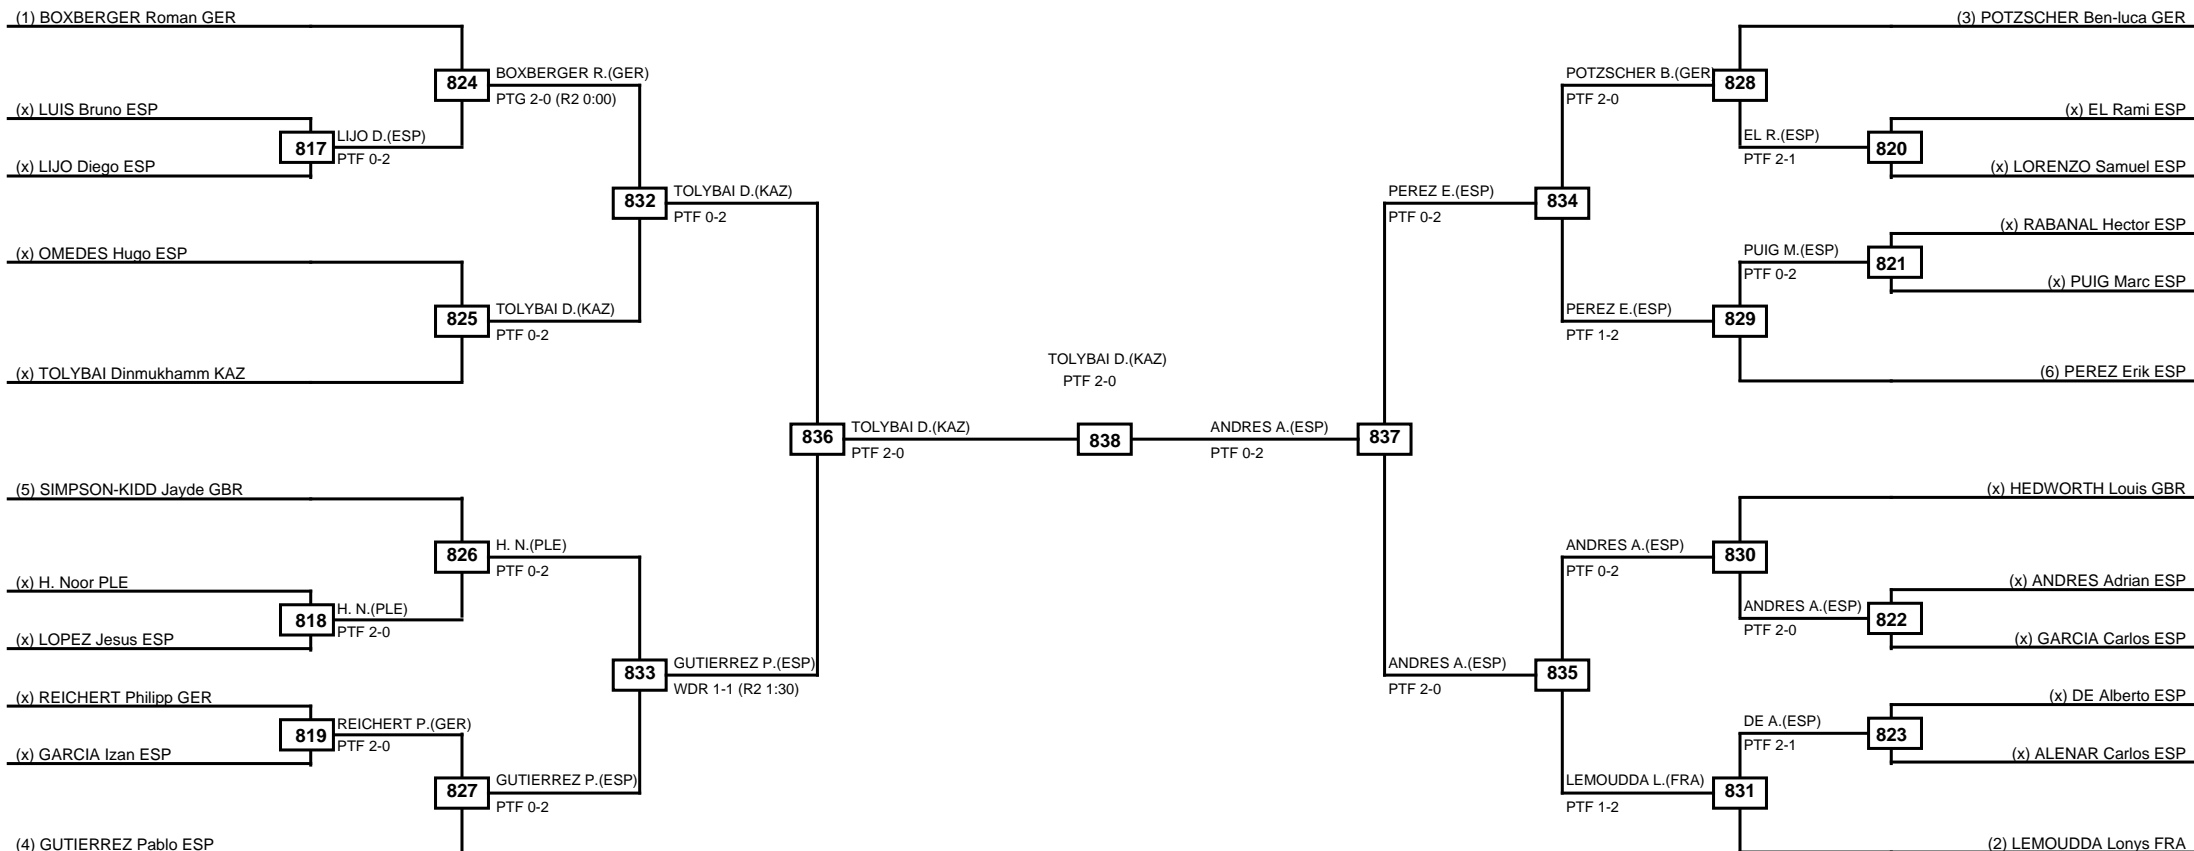 (1) BOXBERGER Roman GER
824
BOXBERGER R.(GER)
PTG 2-0 (R2 0:00)
(x) LUIS Bruno ESP
817
LIJO D.(ESP)
PTF 0-2
(x) LIJO Diego ESP
832
TOLYBAI D.(KAZ)
PTF 0-2
(x) OMEDES Hugo ESP
825
TOLYBAI D.(KAZ)
PTF 0-2
(x) TOLYBAI Dinmukhamm KAZ
836
TOLYBAI D.(KAZ)
PTF 2-0
(5) SIMPSON-KIDD Jayde GBR
826
H. N.(PLE)
PTF 0-2
(x) H. Noor PLE
818
H. N.(PLE)
PTF 2-0
(x) LOPEZ Jesus ESP
833
GUTIERREZ P.(ESP)
WDR 1-1 (R2 1:30)
(x) REICHERT Philipp GER
819
REICHERT P.(GER)
PTF 2-0
(x) GARCIA Izan ESP
827
GUTIERREZ P.(ESP)
PTF 0-2
(4) GUTIERREZ Pablo ESP
TOLYBAI D.(KAZ)
PTF 2-0
838
(3) POTZSCHER Ben-luca GER
POTZSCHER B.(GER
PTF 2-0
828
(x) EL Rami ESP
EL R.(ESP)
PTF 2-1
820
(x) LORENZO Samuel ESP
PEREZ E.(ESP)
PTF 0-2
834
(x) RABANAL Hector ESP
PUIG M.(ESP)
PTF 0-2
821
(x) PUIG Marc ESP
PEREZ E.(ESP)
PTF 1-2
829
(6) PEREZ Erik ESP
ANDRES A.(ESP)
PTF 0-2
837
(x) HEDWORTH Louis GBR
ANDRES A.(ESP)
PTF 0-2
830
(x) ANDRES Adrian ESP
ANDRES A.(ESP)
PTF 2-0
822
(x) GARCIA Carlos ESP
ANDRES A.(ESP)
PTF 2-0
835
(x) DE Alberto ESP
DE A.(ESP)
PTF 2-1
823
(x) ALENAR Carlos ESP
LEMOUDDA L.(FRA)
PTF 1-2
831
(2) LEMOUDDA Lonys FRA